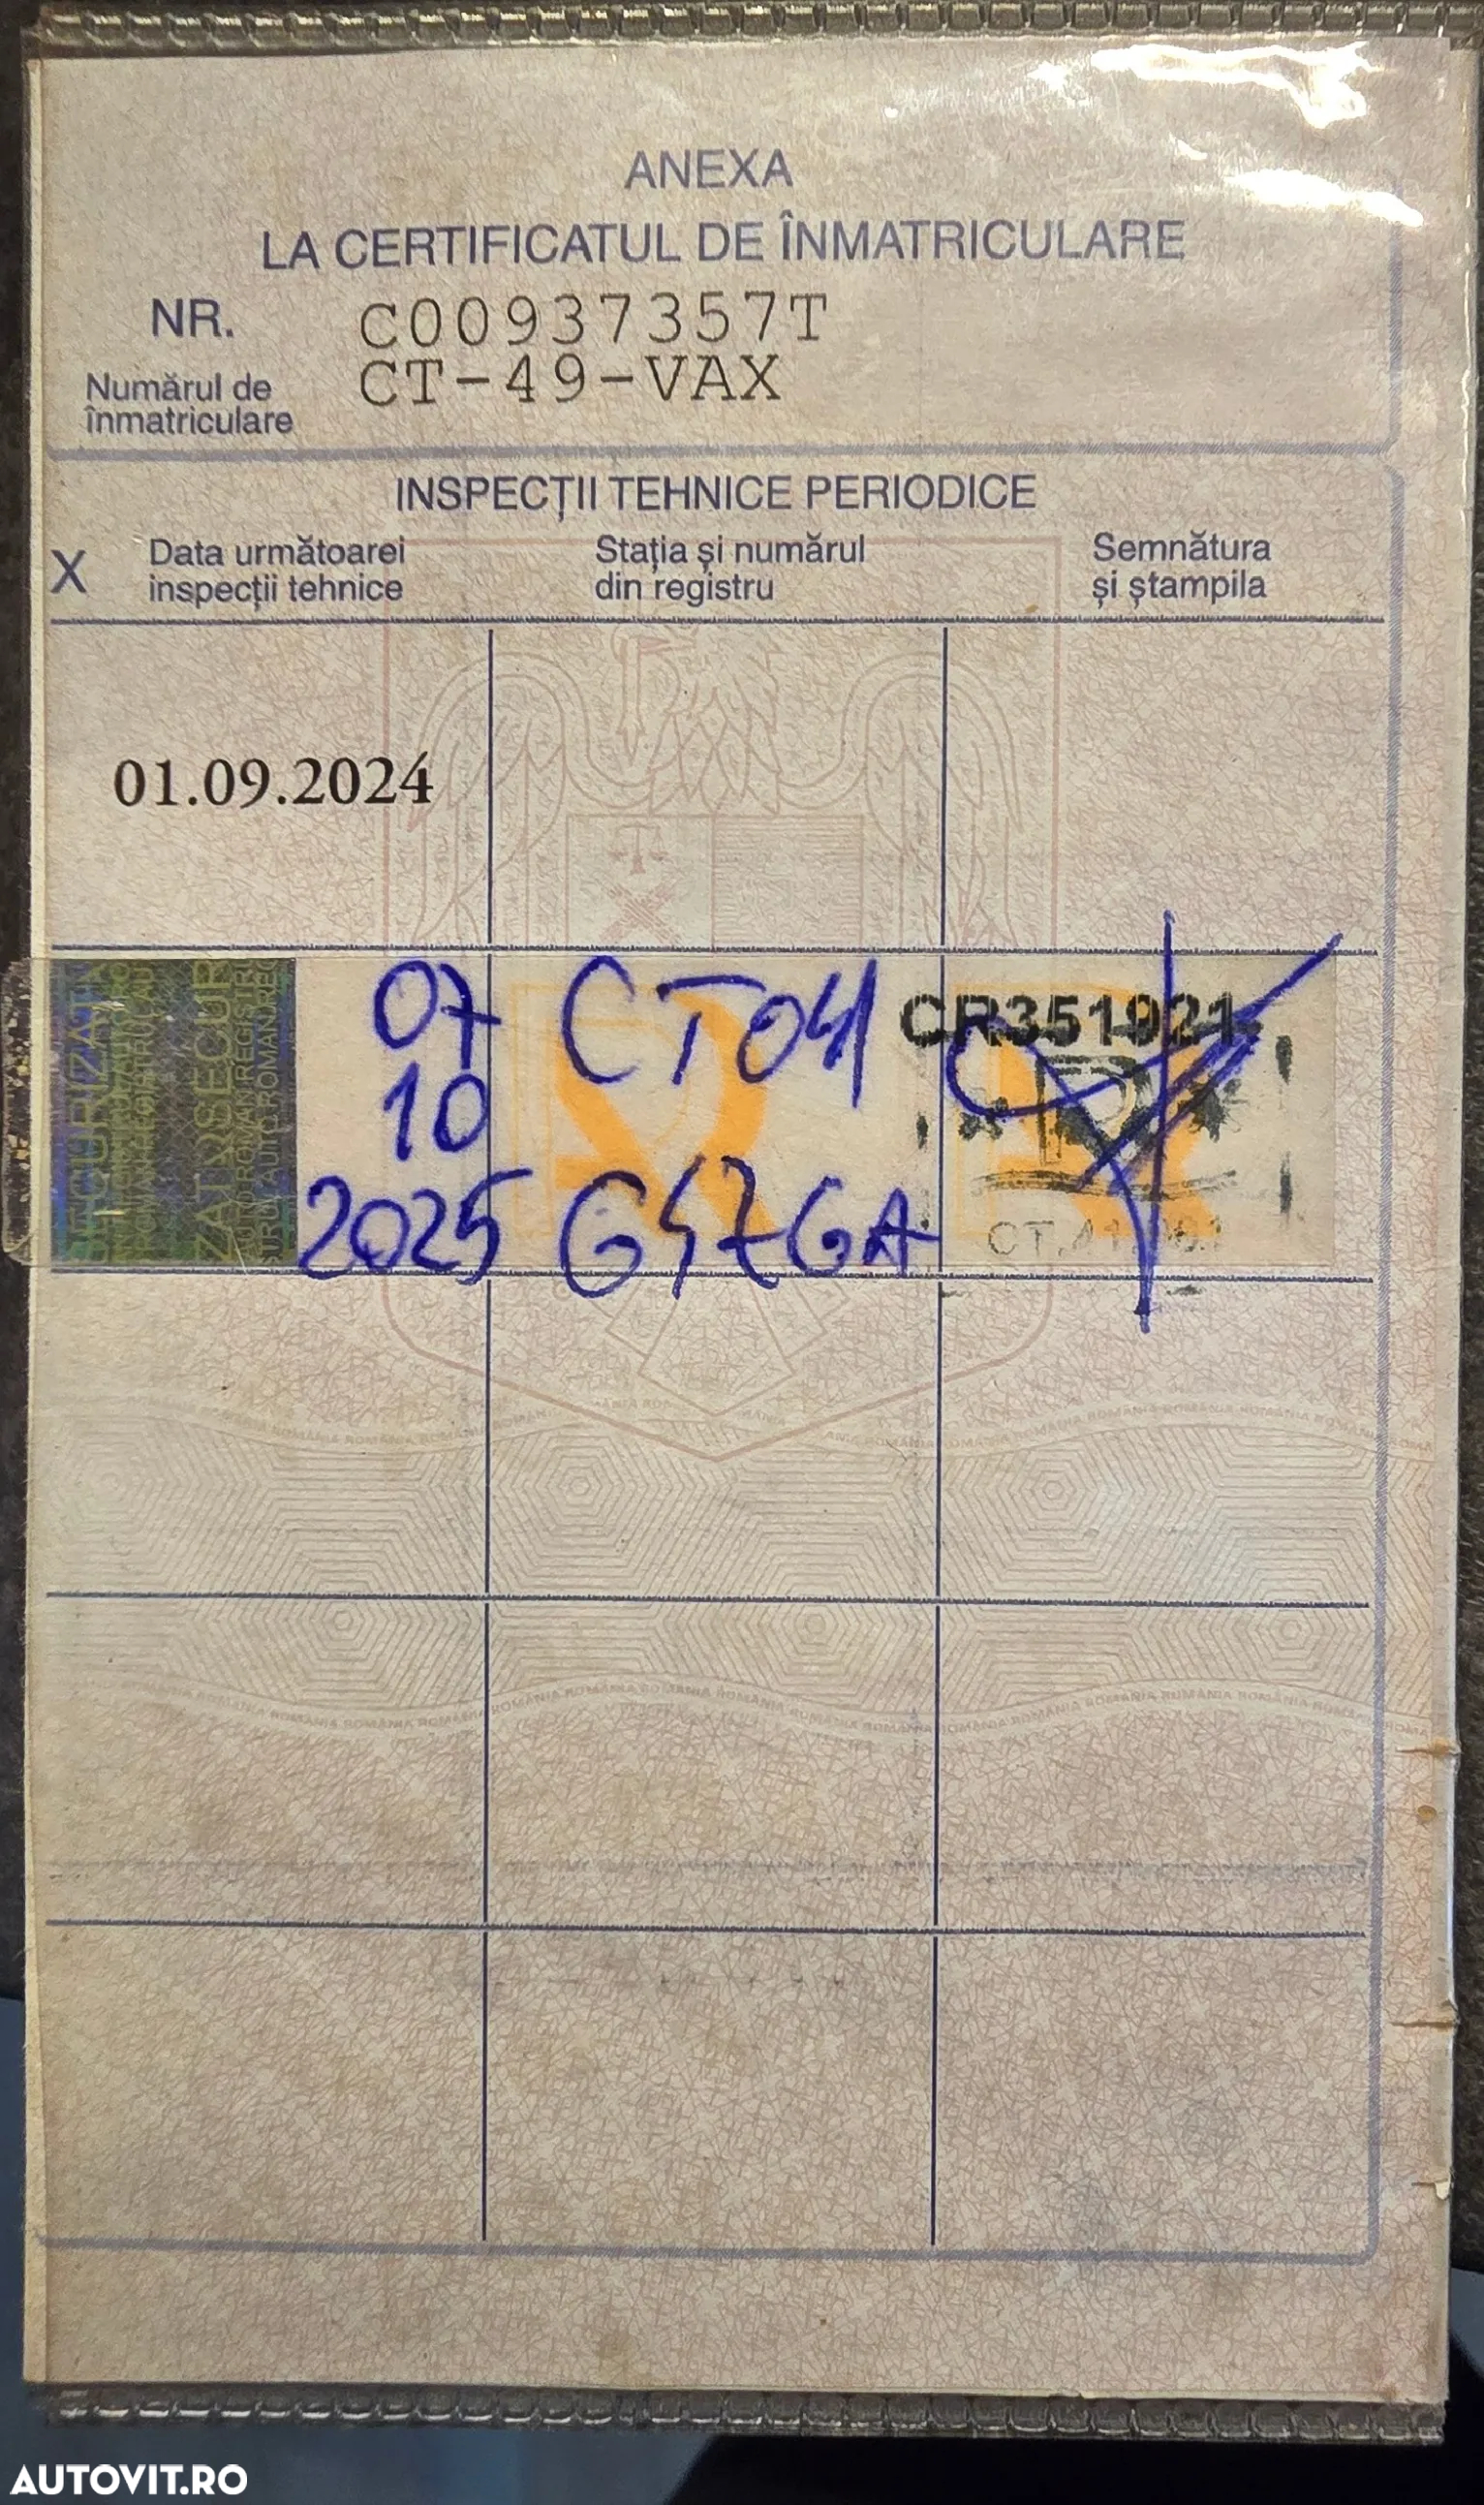 ANEXA
LA CERTIFICATUL DE ÎNMATRICULARE
NR. C00937357T
Numărul de
înmatriculare CT-49-VAX
INSPECȚII TEHNICE PERIODICE
X
Data următoarei
inspecții tehnice
Stația și numărul
din registru
Semnătura
și ștampila
01.09.2024
07
10
2025
CT041
CR351921
AUTOVIT.RO